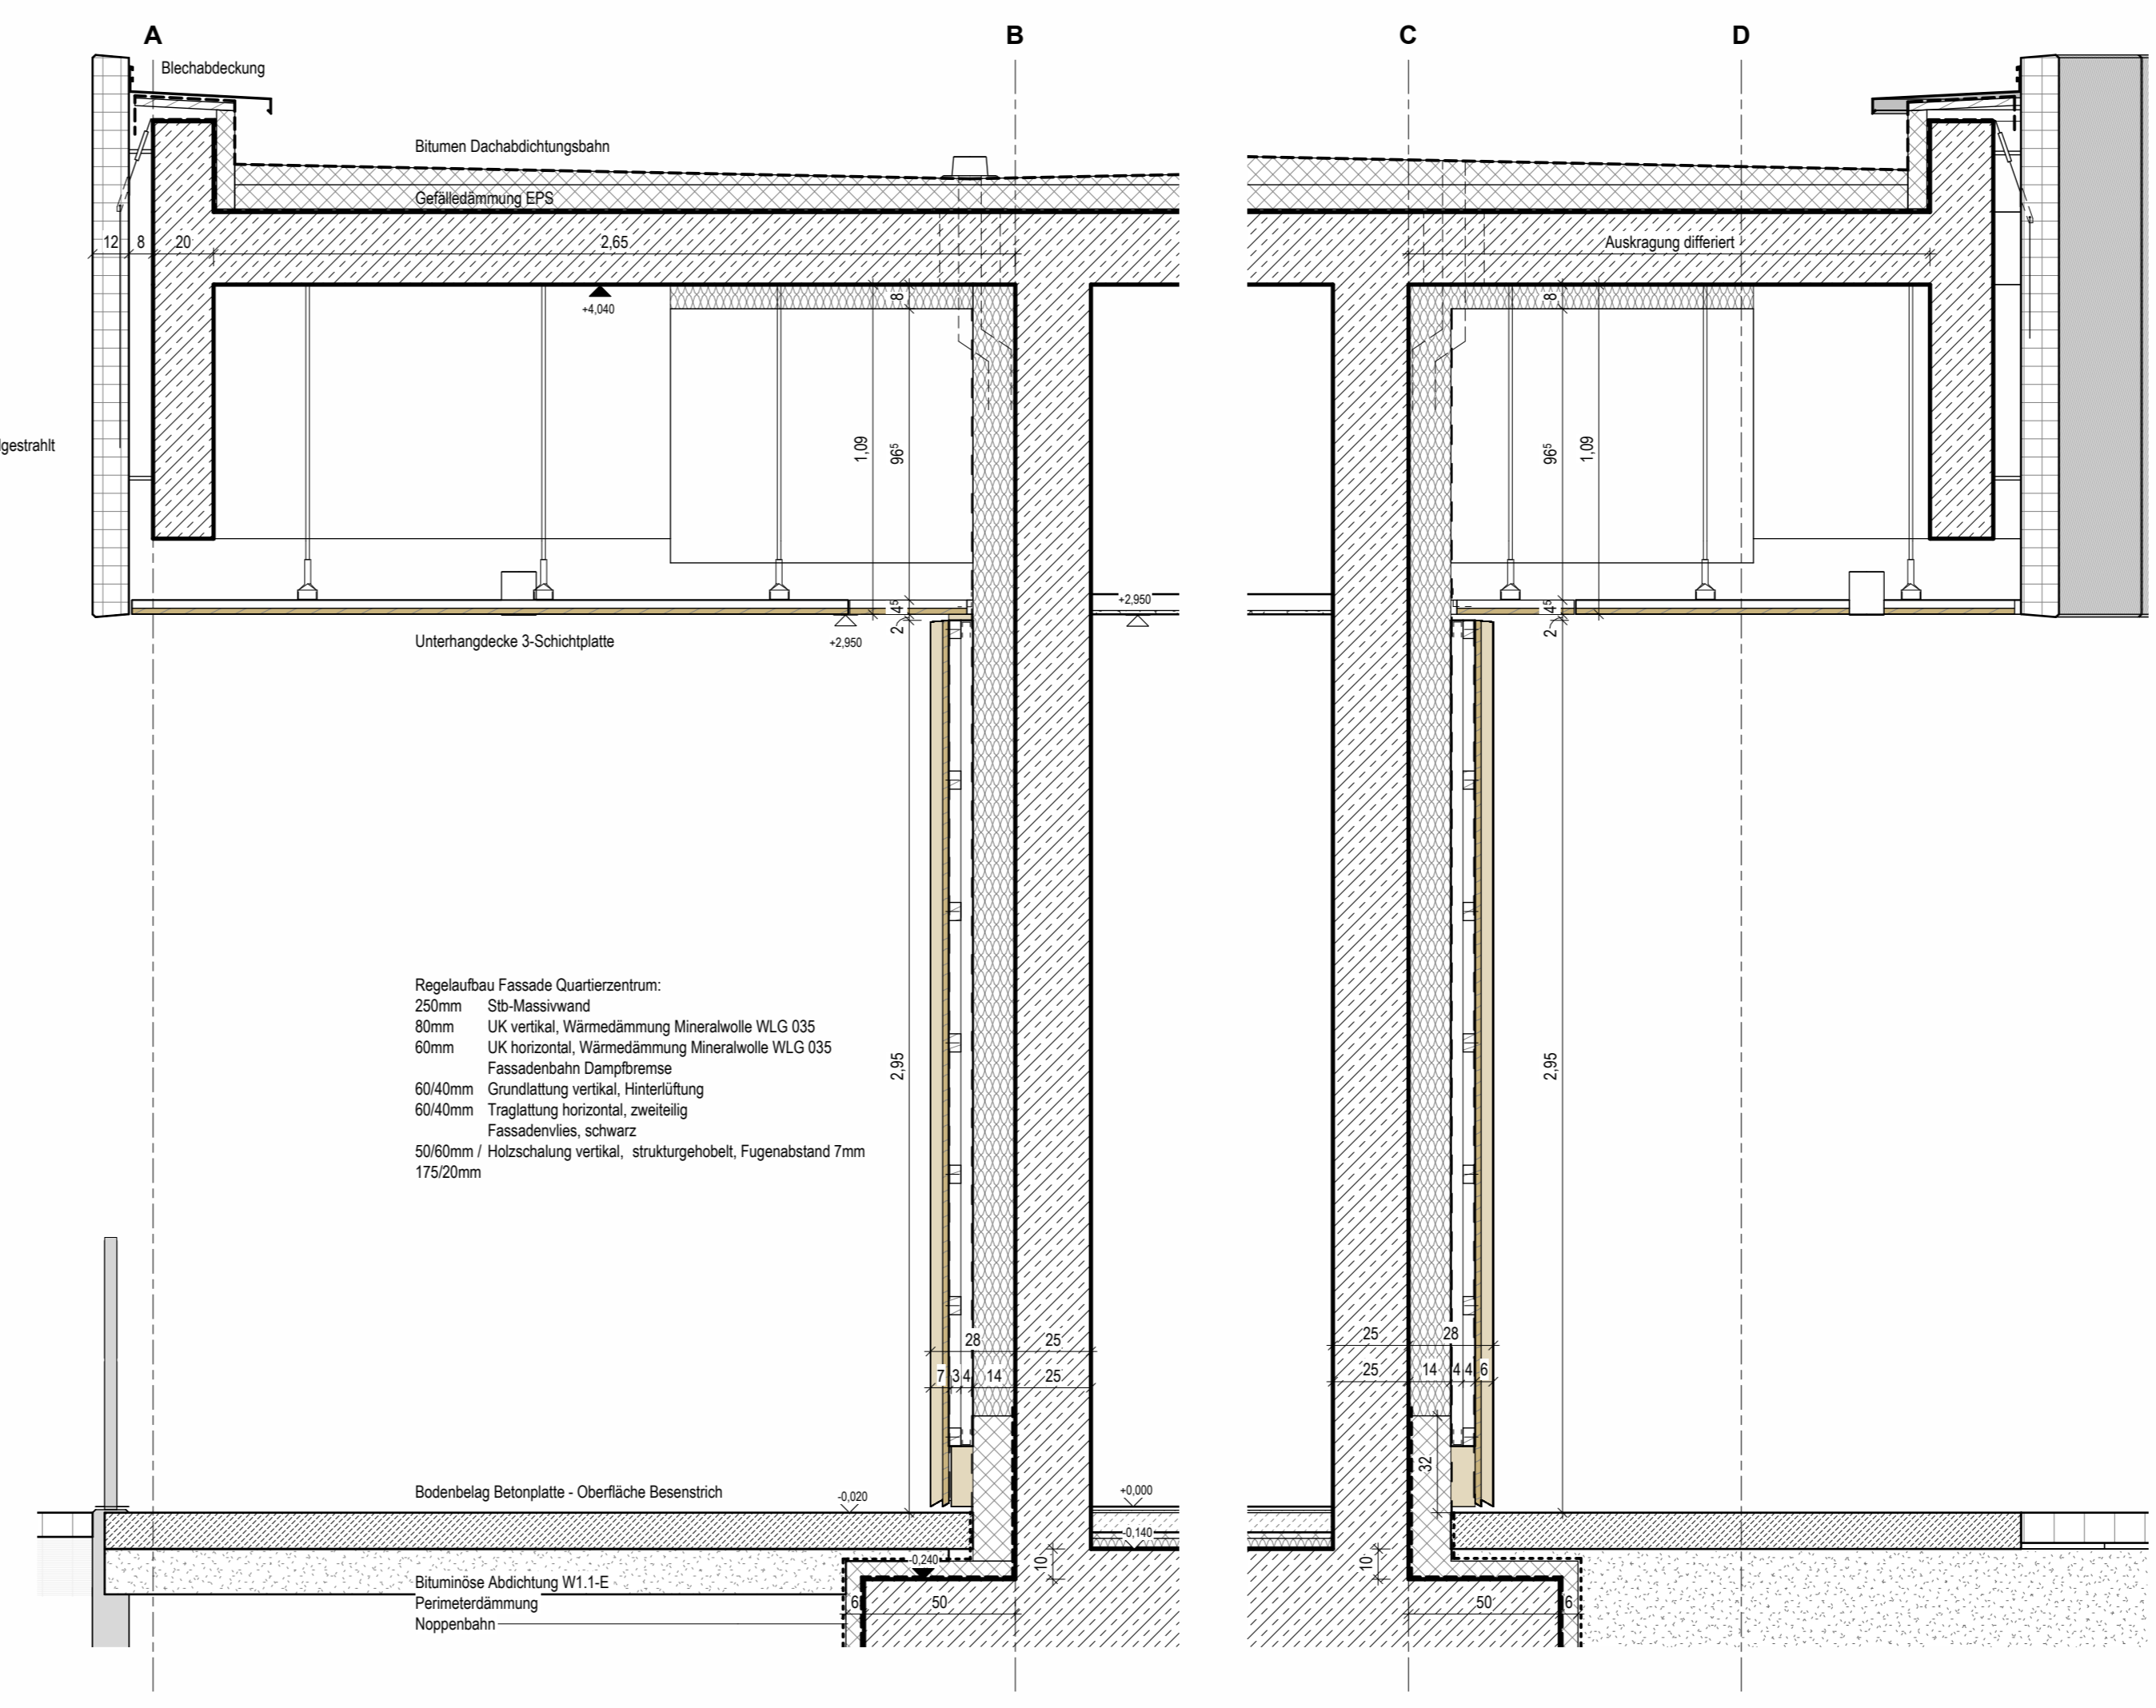 A
B
C
D
Blechabdeckung
Bitumen Dachabdichtungsbahn
Gefälledämmung EPS
12 8 20 2,65
Auskragung differiert
+4,040
8
8
1,09
96⁵
96⁵
1,09
gestrahlt
4⁵
2
+2,950
4⁵
2
Unterhangdecke 3-Schichtplatte
+2,950
Regelaufbau Fassade Quartierzentrum:
250mm Stb-Massivwand
80mm UK vertikal, Wärmedämmung Mineralwolle WLG 035
60mm UK horizontal, Wärmedämmung Mineralwolle WLG 035
Fassadenbahn Dampfbremse
60/40mm Grundlattung vertikal, Hinterlüftung
60/40mm Traglattung horizontal, zweiteilig
Fassadenvlies, schwarz
50/60mm / Holzschalung vertikal, strukturgehobelt, Fugenabstand 7mm
175/20mm
2,95
2,95
28 25
25 28
7 3 4 14 25
25 14 4 4 6
32
Bodenbelag Betonplatte - Oberfläche Besenstrich
-0,020
+0,000
-0,140
-0,240
10
10
Bituminöse Abdichtung W1.1-E
Perimeterdämmung
6 50
50 6
Noppenbahn